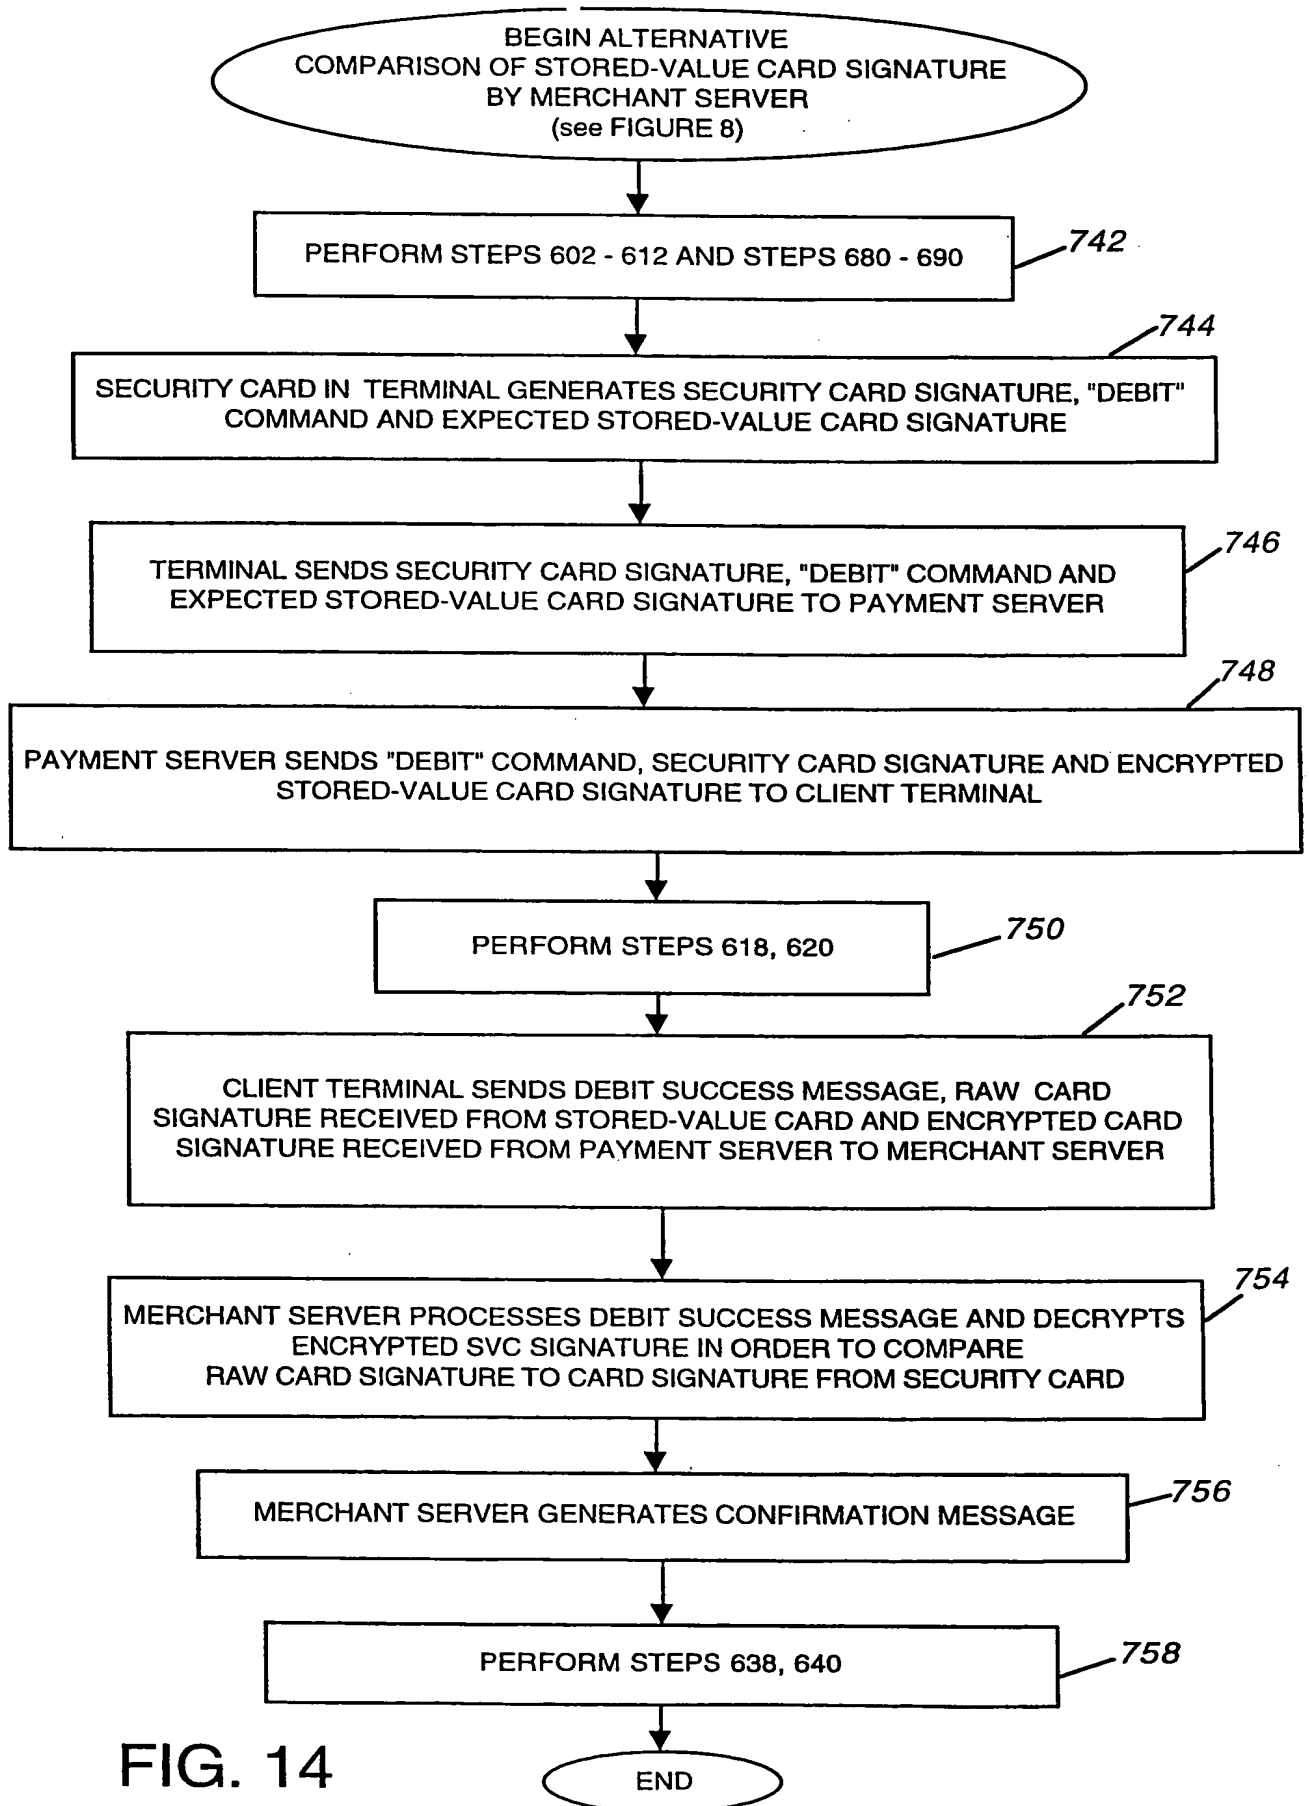 BEGIN ALTERNATIVE
COMPARISON OF STORED-VALUE CARD SIGNATURE
BY MERCHANT SERVER
(see FIGURE 8)
PERFORM STEPS 602 - 612 AND STEPS 680 - 690
742
744
SECURITY CARD IN TERMINAL GENERATES SECURITY CARD SIGNATURE, "DEBIT"
COMMAND AND EXPECTED STORED-VALUE CARD SIGNATURE
746
TERMINAL SENDS SECURITY CARD SIGNATURE, "DEBIT" COMMAND AND
EXPECTED STORED-VALUE CARD SIGNATURE TO PAYMENT SERVER
748
PAYMENT SERVER SENDS "DEBIT" COMMAND, SECURITY CARD SIGNATURE AND ENCRYPTED
STORED-VALUE CARD SIGNATURE TO CLIENT TERMINAL
PERFORM STEPS 618, 620
750
752
CLIENT TERMINAL SENDS DEBIT SUCCESS MESSAGE, RAW CARD
SIGNATURE RECEIVED FROM STORED-VALUE CARD AND ENCRYPTED CARD
SIGNATURE RECEIVED FROM PAYMENT SERVER TO MERCHANT SERVER
754
MERCHANT SERVER PROCESSES DEBIT SUCCESS MESSAGE AND DECRYPTS
ENCRYPTED SVC SIGNATURE IN ORDER TO COMPARE
RAW CARD SIGNATURE TO CARD SIGNATURE FROM SECURITY CARD
MERCHANT SERVER GENERATES CONFIRMATION MESSAGE
756
PERFORM STEPS 638, 640
758
FIG. 14
END